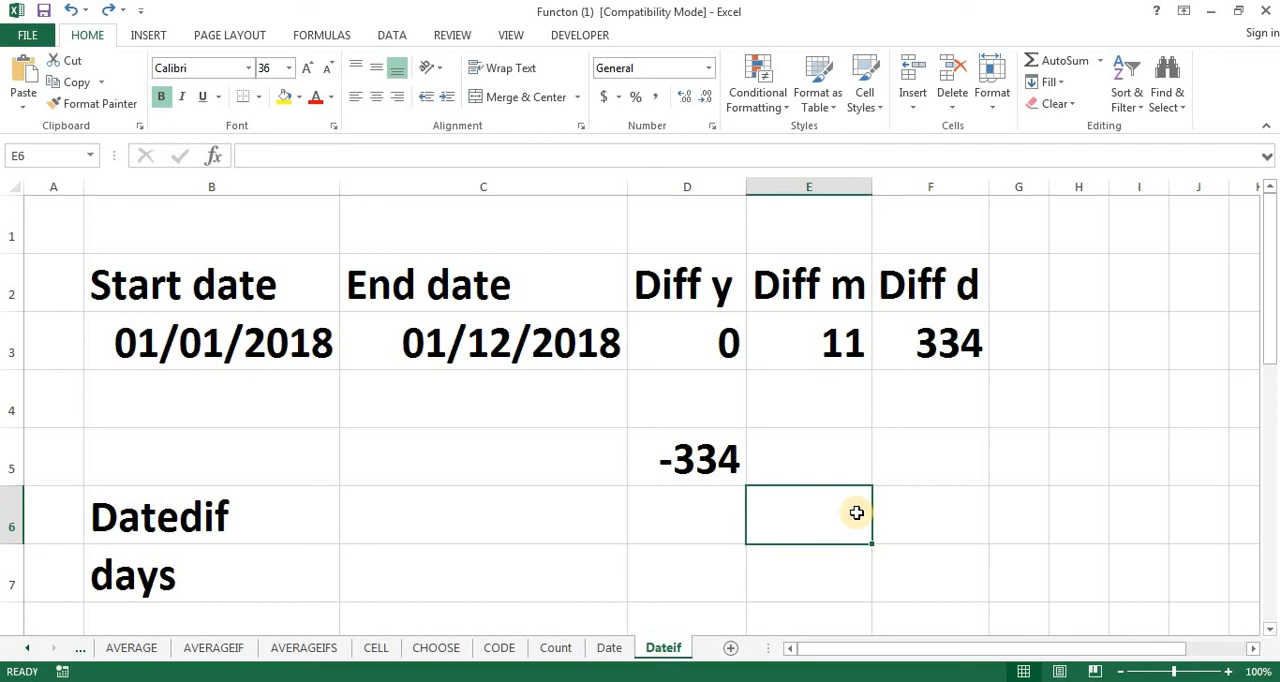 Functon (1) [Compatibility Mode] - Excel
?
FILE HOME INSERT PAGE LAYOUT FORMULAS DATA REVIEW VIEW DEVELOPER Sign in
Paste
Cut
Copy
Format Painter
Clipboard
Calibri 36
B I U A
Font
Wrap Text
Merge & Center
Alignment
General
$ % , .00
Number
Conditional Formatting
Format as Table
Cell Styles
Styles
Insert Delete Format
Cells
AutoSum
Fill
Clear
Sort & Filter
Find & Select
Editing
E6 fx
A B C D E F G H I J K
1
2 Start date End date Diff y Diff m Diff d
3 01/01/2018 01/12/2018 0 11 334
4
5 -334
6 Datedif
7 days
... AVERAGE AVERAGEIF AVERAGEIFS CELL CHOOSE CODE Count Date Dateif
READY 100%